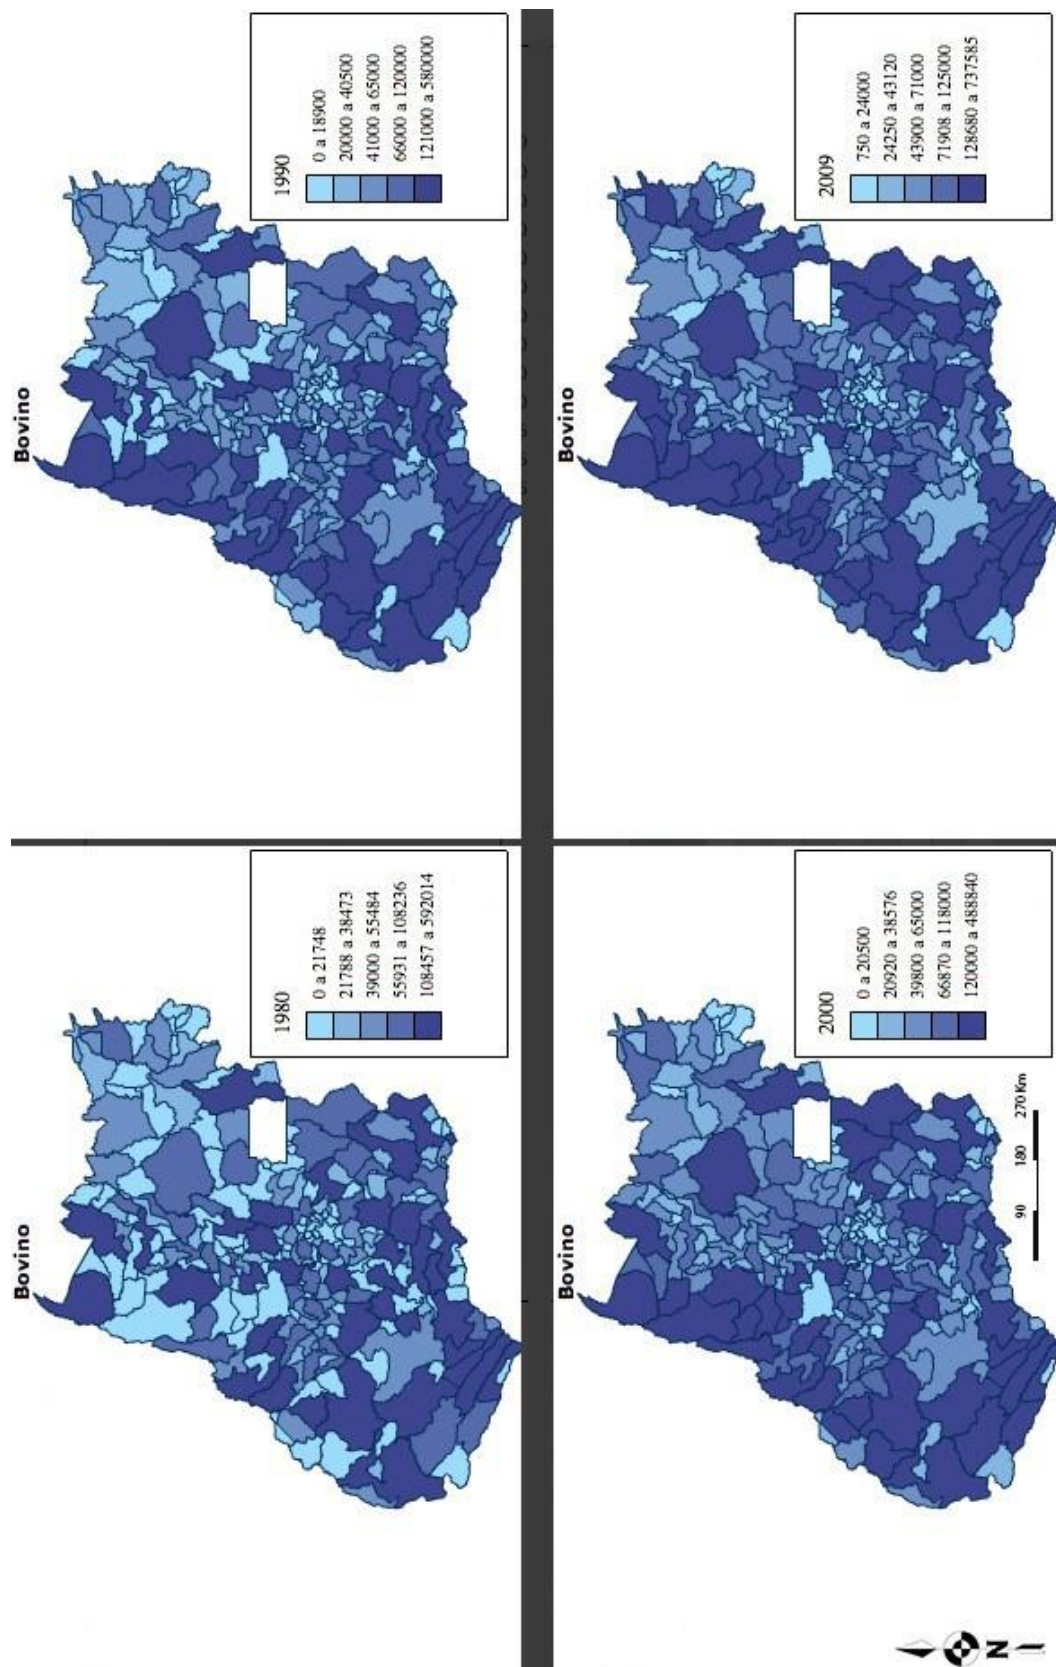 Bovino
1980
0 a 21748
21788 a 38473
39000 a 55484
55931 a 108236
108457 a 592014
Bovino
1990
0 a 18900
20000 a 40500
41000 a 65000
66000 a 120000
121000 a 580000
Bovino
2000
0 a 20500
20920 a 38576
39800 a 65000
66870 a 118000
120000 a 488840
90 180 270 Km
Bovino
2009
750 a 24000
24250 a 43120
43900 a 71000
71908 a 125000
128680 a 737585
N